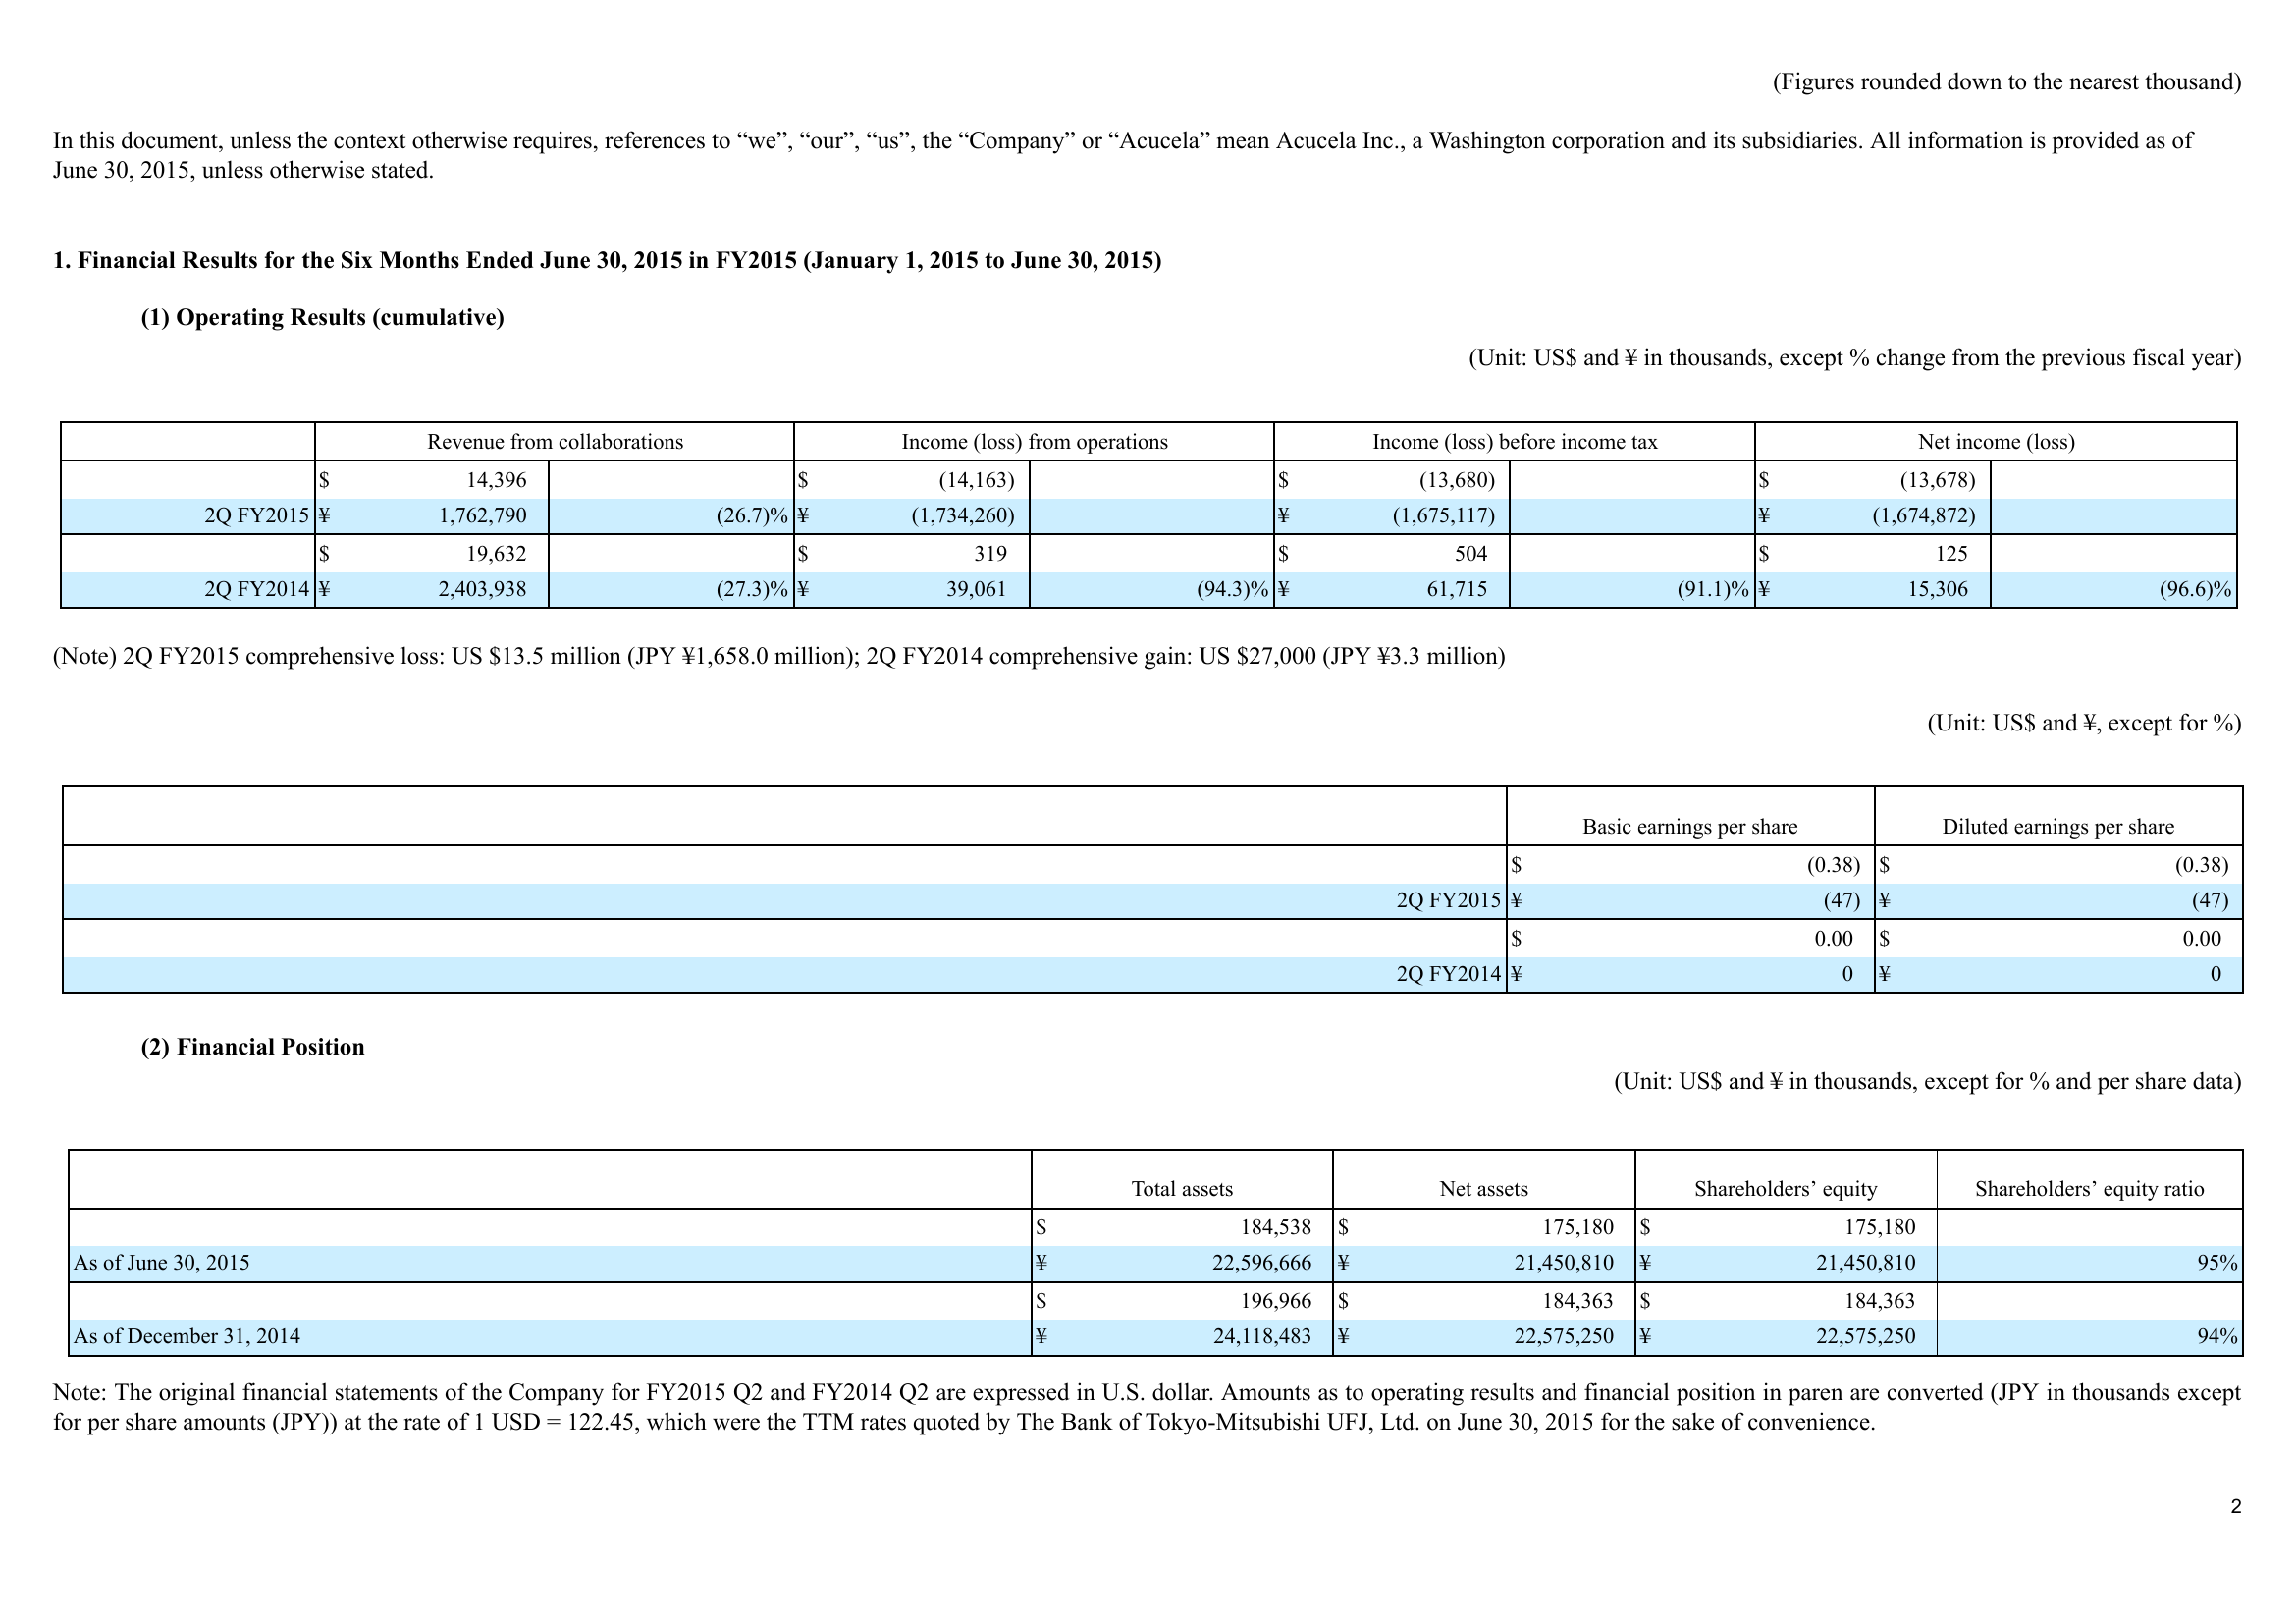 (Figures rounded down to the nearest thousand)
In this document, unless the context otherwise requires, references to “we”, “our”, “us”, the “Company” or “Acucela” mean Acucela Inc., a Washington corporation and its subsidiaries. All information is provided as of
June 30, 2015, unless otherwise stated.
1. Financial Results for the Six Months Ended June 30, 2015 in FY2015 (January 1, 2015 to June 30, 2015)
(1) Operating Results (cumulative)
(Unit: US$ and ¥ in thousands, except % change from the previous fiscal year)
Revenue from collaborations Income (loss) from operations Income (loss) before income tax Net income (loss)
$ 14,396 $ (14,163) $ (13,680) $ (13,678)
2Q FY2015 ¥ 1,762,790 (26.7)% ¥ (1,734,260) ¥ (1,675,117) ¥ (1,674,872)
$ 19,632 $ 319 $ 504 $ 125
2Q FY2014 ¥ 2,403,938 (27.3)% ¥ 39,061 (94.3)% ¥ 61,715 (91.1)% ¥ 15,306 (96.6)%
(Note) 2Q FY2015 comprehensive loss: US $13.5 million (JPY ¥1,658.0 million); 2Q FY2014 comprehensive gain: US $27,000 (JPY ¥3.3 million)
(Unit: US$ and ¥, except for %)
Basic earnings per share Diluted earnings per share
$ (0.38) $ (0.38)
2Q FY2015 ¥ (47) ¥ (47)
$ 0.00 $ 0.00
2Q FY2014 ¥ 0 ¥ 0
(2) Financial Position
(Unit: US$ and ¥ in thousands, except for % and per share data)
Total assets Net assets Shareholders’ equity Shareholders’ equity ratio
$ 184,538 $ 175,180 $ 175,180
As of June 30, 2015 ¥ 22,596,666 ¥ 21,450,810 ¥ 21,450,810 95%
$ 196,966 $ 184,363 $ 184,363
As of December 31, 2014 ¥ 24,118,483 ¥ 22,575,250 ¥ 22,575,250 94%
Note: The original financial statements of the Company for FY2015 Q2 and FY2014 Q2 are expressed in U.S. dollar. Amounts as to operating results and financial position in paren are converted (JPY in thousands except
for per share amounts (JPY)) at the rate of 1 USD = 122.45, which were the TTM rates quoted by The Bank of Tokyo-Mitsubishi UFJ, Ltd. on June 30, 2015 for the sake of convenience.
2